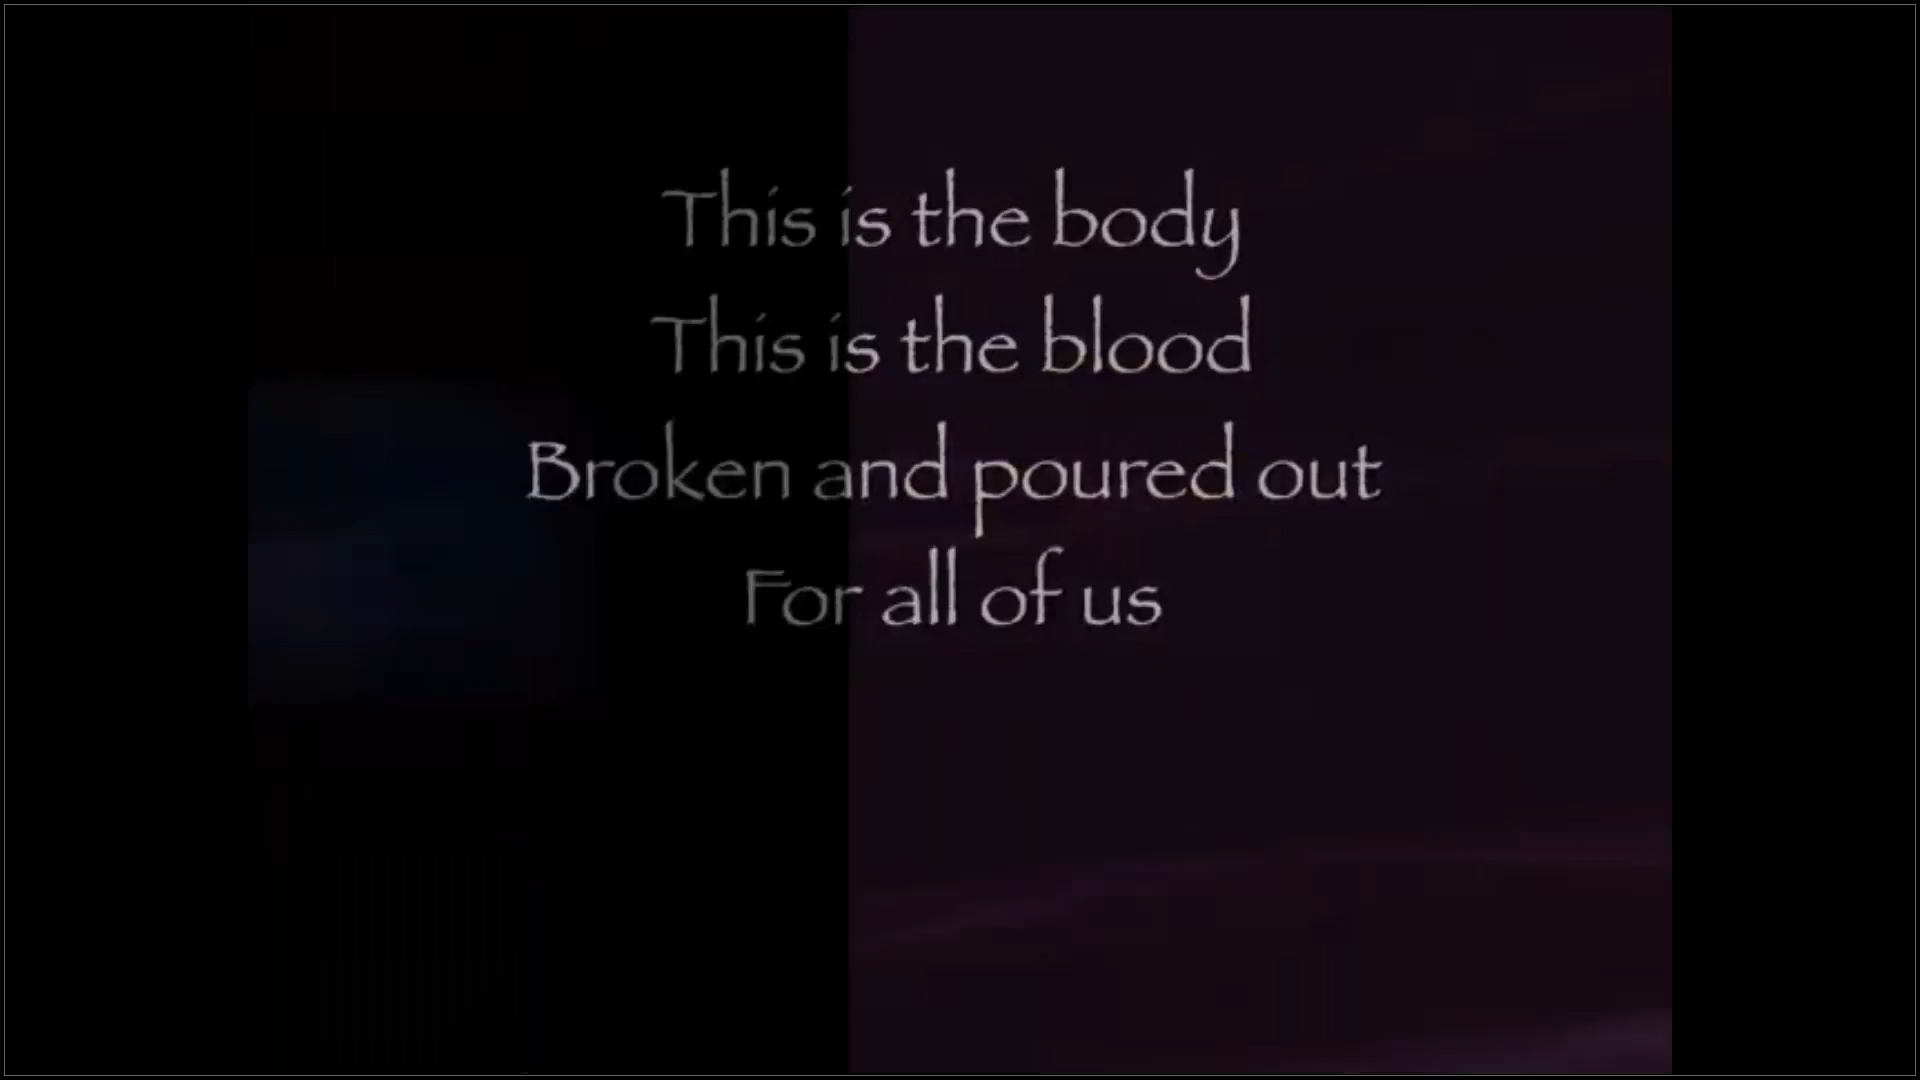 This is the body
This is the blood
Broken and poured out
For all of us